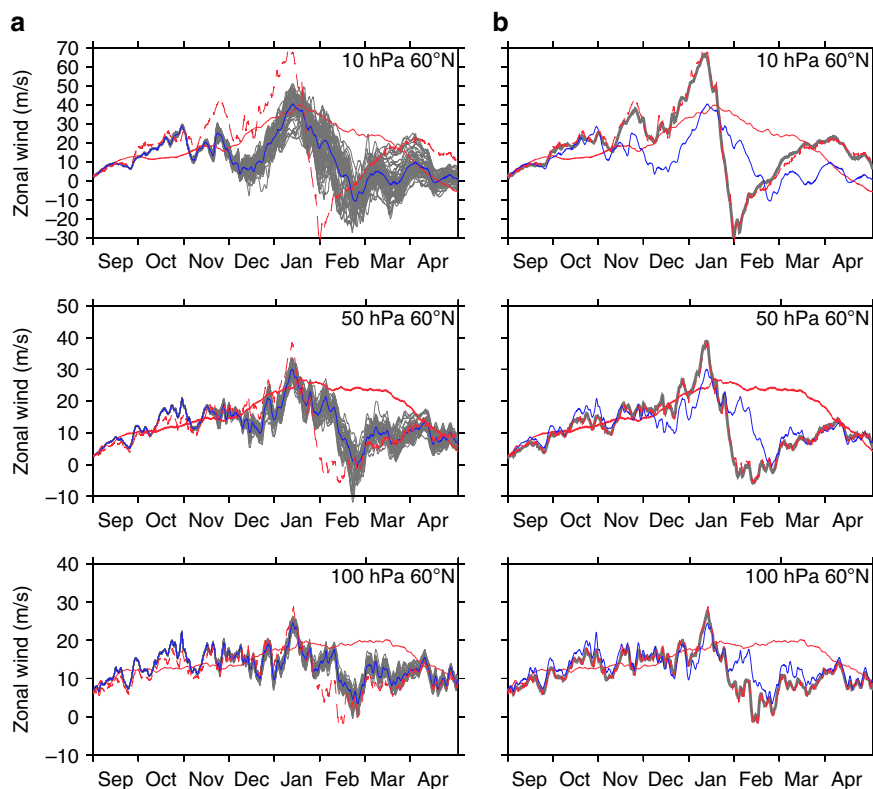 a
b
10 hPa 60°N
Zonal wind (m/s)
70
60
50
40
30
20
10
0
–10
–20
–30
Sep Oct Nov Dec Jan Feb Mar Apr
10 hPa 60°N
Sep Oct Nov Dec Jan Feb Mar Apr
50 hPa 60°N
Zonal wind (m/s)
50
40
30
20
10
0
–10
Sep Oct Nov Dec Jan Feb Mar Apr
50 hPa 60°N
Sep Oct Nov Dec Jan Feb Mar Apr
100 hPa 60°N
Zonal wind (m/s)
40
30
20
10
0
–10
Sep Oct Nov Dec Jan Feb Mar Apr
100 hPa 60°N
Sep Oct Nov Dec Jan Feb Mar Apr